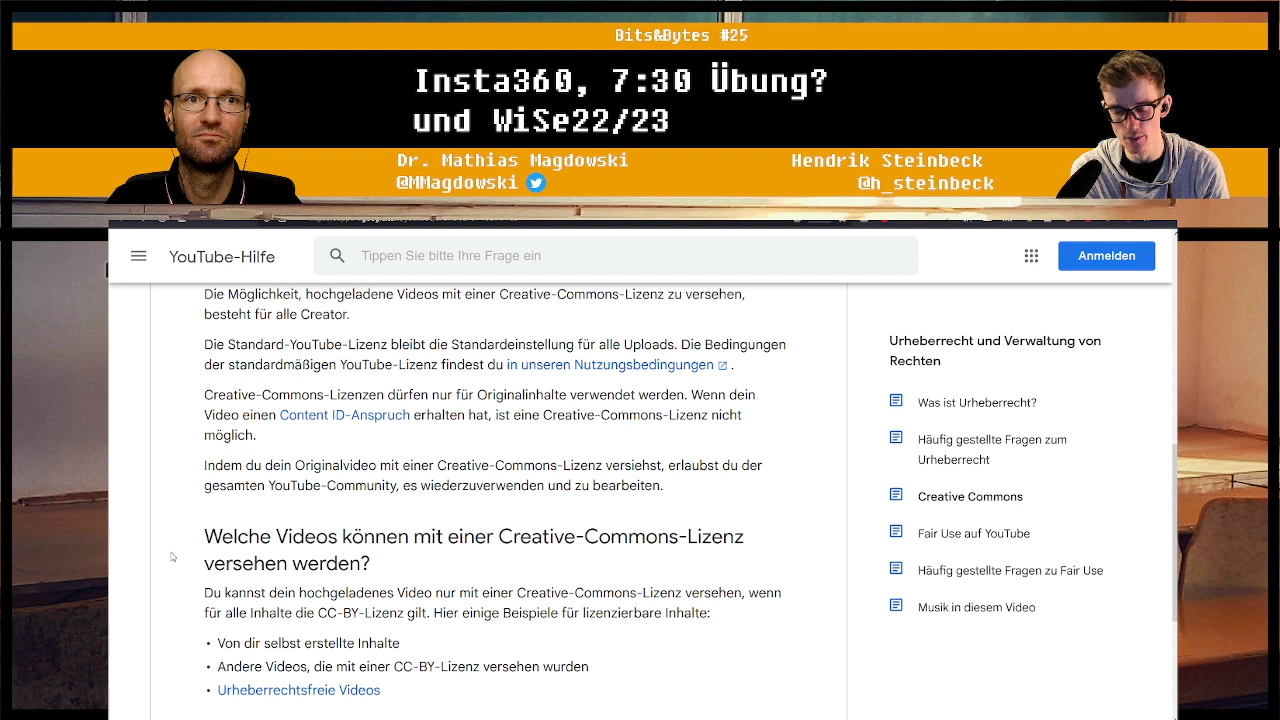 Bits&Bytes #25
Insta360, 7:30 Übung?
und WiSe22/23
Dr. Mathias Magdowski
@MMagdowski
Hendrik Steinbeck
@h_steinbeck
YouTube-Hilfe
Tippen Sie bitte Ihre Frage ein
Anmelden
Die Möglichkeit, hochgeladene Videos mit einer Creative-Commons-Lizenz zu versehen,
besteht für alle Creator.
Die Standard-YouTube-Lizenz bleibt die Standardeinstellung für alle Uploads. Die Bedingungen
der standardmäßigen YouTube-Lizenz findest du in unseren Nutzungsbedingungen .
Creative-Commons-Lizenzen dürfen nur für Originalinhalte verwendet werden. Wenn dein
Video einen Content ID-Anspruch erhalten hat, ist eine Creative-Commons-Lizenz nicht
möglich.
Indem du dein Originalvideo mit einer Creative-Commons-Lizenz versiehst, erlaubst du der
gesamten YouTube-Community, es wiederzuverwenden und zu bearbeiten.
Welche Videos können mit einer Creative-Commons-Lizenz
versehen werden?
Du kannst dein hochgeladenes Video nur mit einer Creative-Commons-Lizenz versehen, wenn
für alle Inhalte die CC-BY-Lizenz gilt. Hier einige Beispiele für lizenzierbare Inhalte:
• Von dir selbst erstellte Inhalte
• Andere Videos, die mit einer CC-BY-Lizenz versehen wurden
• Urheberrechtsfreie Videos
Urheberrecht und Verwaltung von
Rechten
Was ist Urheberrecht?
Häufig gestellte Fragen zum
Urheberrecht
Creative Commons
Fair Use auf YouTube
Häufig gestellte Fragen zu Fair Use
Musik in diesem Video